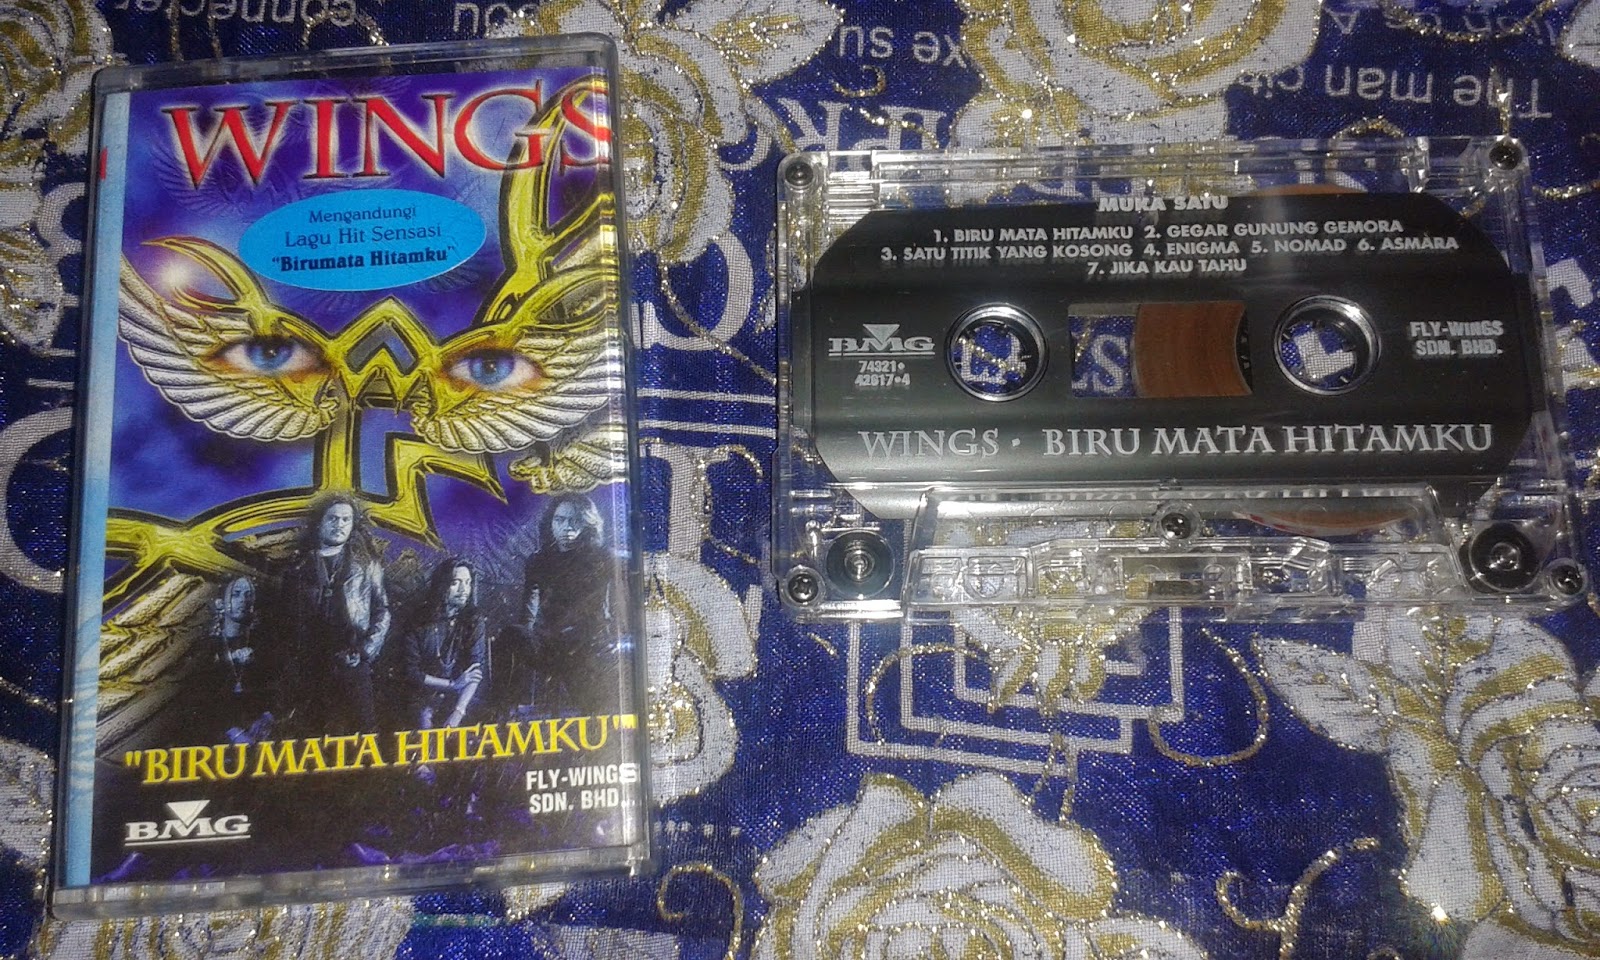 WINGS
Mengandungi
Lagu Hit Sensasi
"Birumata Hitamku"
"BIRU MATA HITAMKU"
FLY-WINGS
SDN. BHD.
BMG
MUKA SATU
1. BIRU MATA HITAMKU 2. GEGAR GUNUNG GEMORA
3. SATU TITIK YANG KOSONG 4. ENIGMA 5. NOMAD 6. ASMARA
7. JIKA KAU TAHU
BMG
74321•
42617•4
FLY-WINGS
SDN. BHD.
WINGS • BIRU MATA HITAMKU
The man